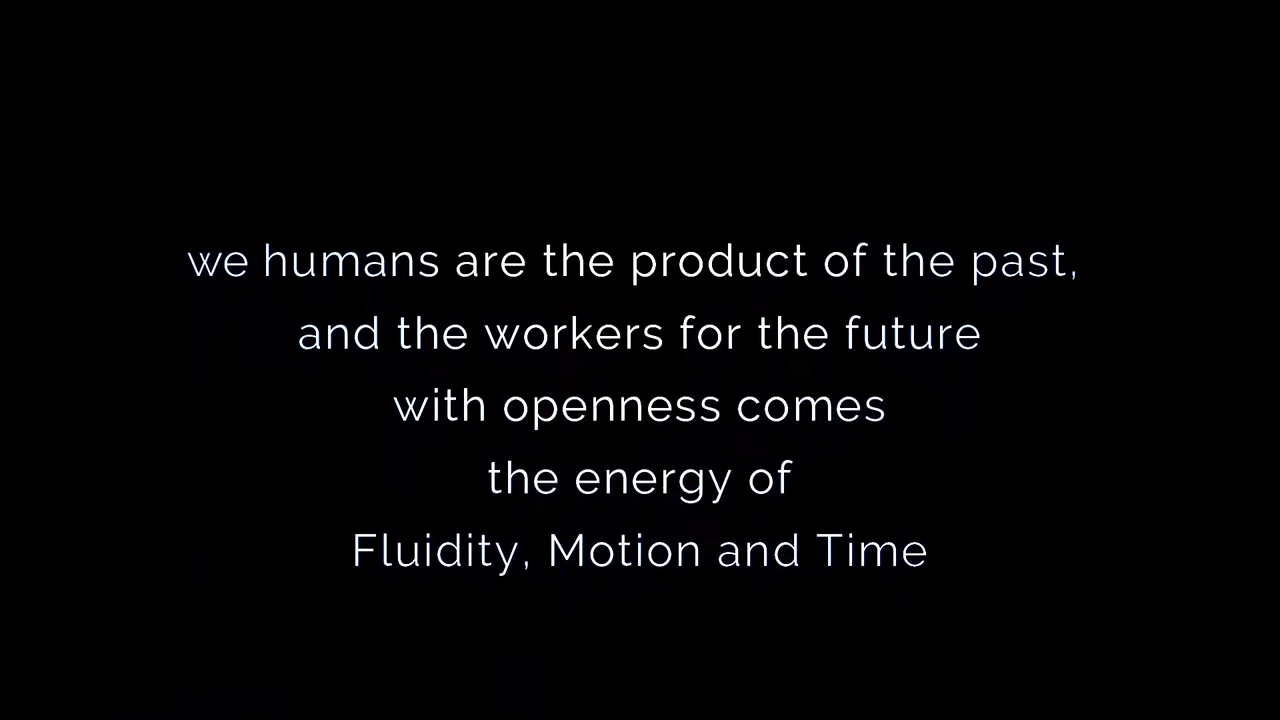 we humans are the product of the past,
and the workers for the future
with openness comes
the energy of
Fluidity, Motion and Time